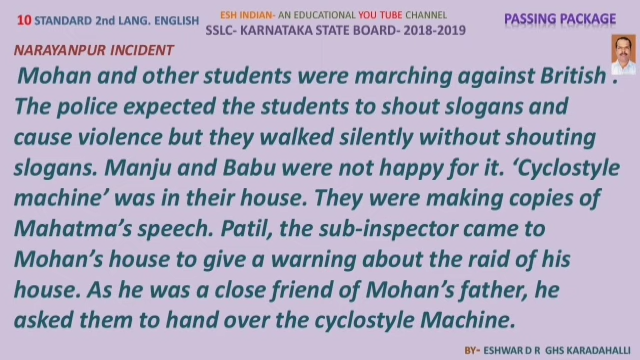 10 STANDARD 2nd LANG. ENGLISH
ESH INDIAN- AN EDUCATIONAL YOU TUBE CHANNEL
SSLC- KARNATAKA STATE BOARD- 2018-2019
PASSING PACKAGE
NARAYANPUR INCIDENT
Mohan and other students were marching against British .
The police expected the students to shout slogans and
cause violence but they walked silently without shouting
slogans. Manju and Babu were not happy for it. ‘Cyclostyle
machine’ was in their house. They were making copies of
Mahatma’s speech. Patil, the sub-inspector came to
Mohan’s house to give a warning about the raid of his
house. As he was a close friend of Mohan’s father, he
asked them to hand over the cyclostyle Machine.
BY- ESHWAR D R GHS KARADAHALLI